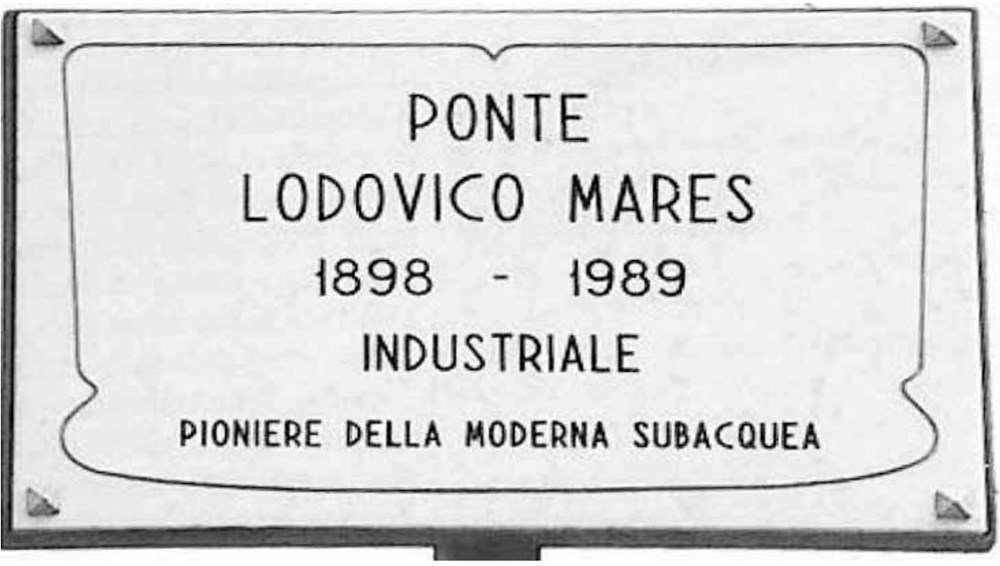 PONTE
LODOVICO MARES
1898 - 1989
INDUSTRIALE
PIONIERE DELLA MODERNA SUBACQUEA